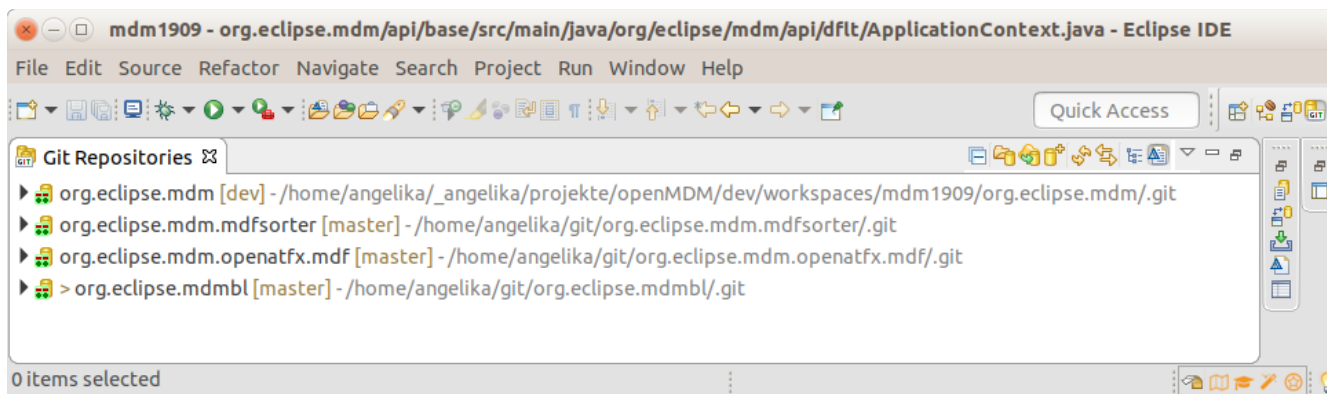 mdm1909 - org.eclipse.mdm/api/base/src/main/java/org/eclipse/mdm/api/dflt/ApplicationContext.java - Eclipse IDE
File Edit Source Refactor Navigate Search Project Run Window Help
Quick Access
Git Repositories
org.eclipse.mdm [dev] - /home/angelika/_angelika/projekte/openMDM/dev/workspaces/mdm1909/org.eclipse.mdm/.git
org.eclipse.mdm.mdfsorter [master] - /home/angelika/git/org.eclipse.mdm.mdfsorter/.git
org.eclipse.mdm.openatfx.mdf [master] - /home/angelika/git/org.eclipse.mdm.openatfx.mdf/.git
> org.eclipse.mdmbl [master] - /home/angelika/git/org.eclipse.mdmbl/.git
0 items selected